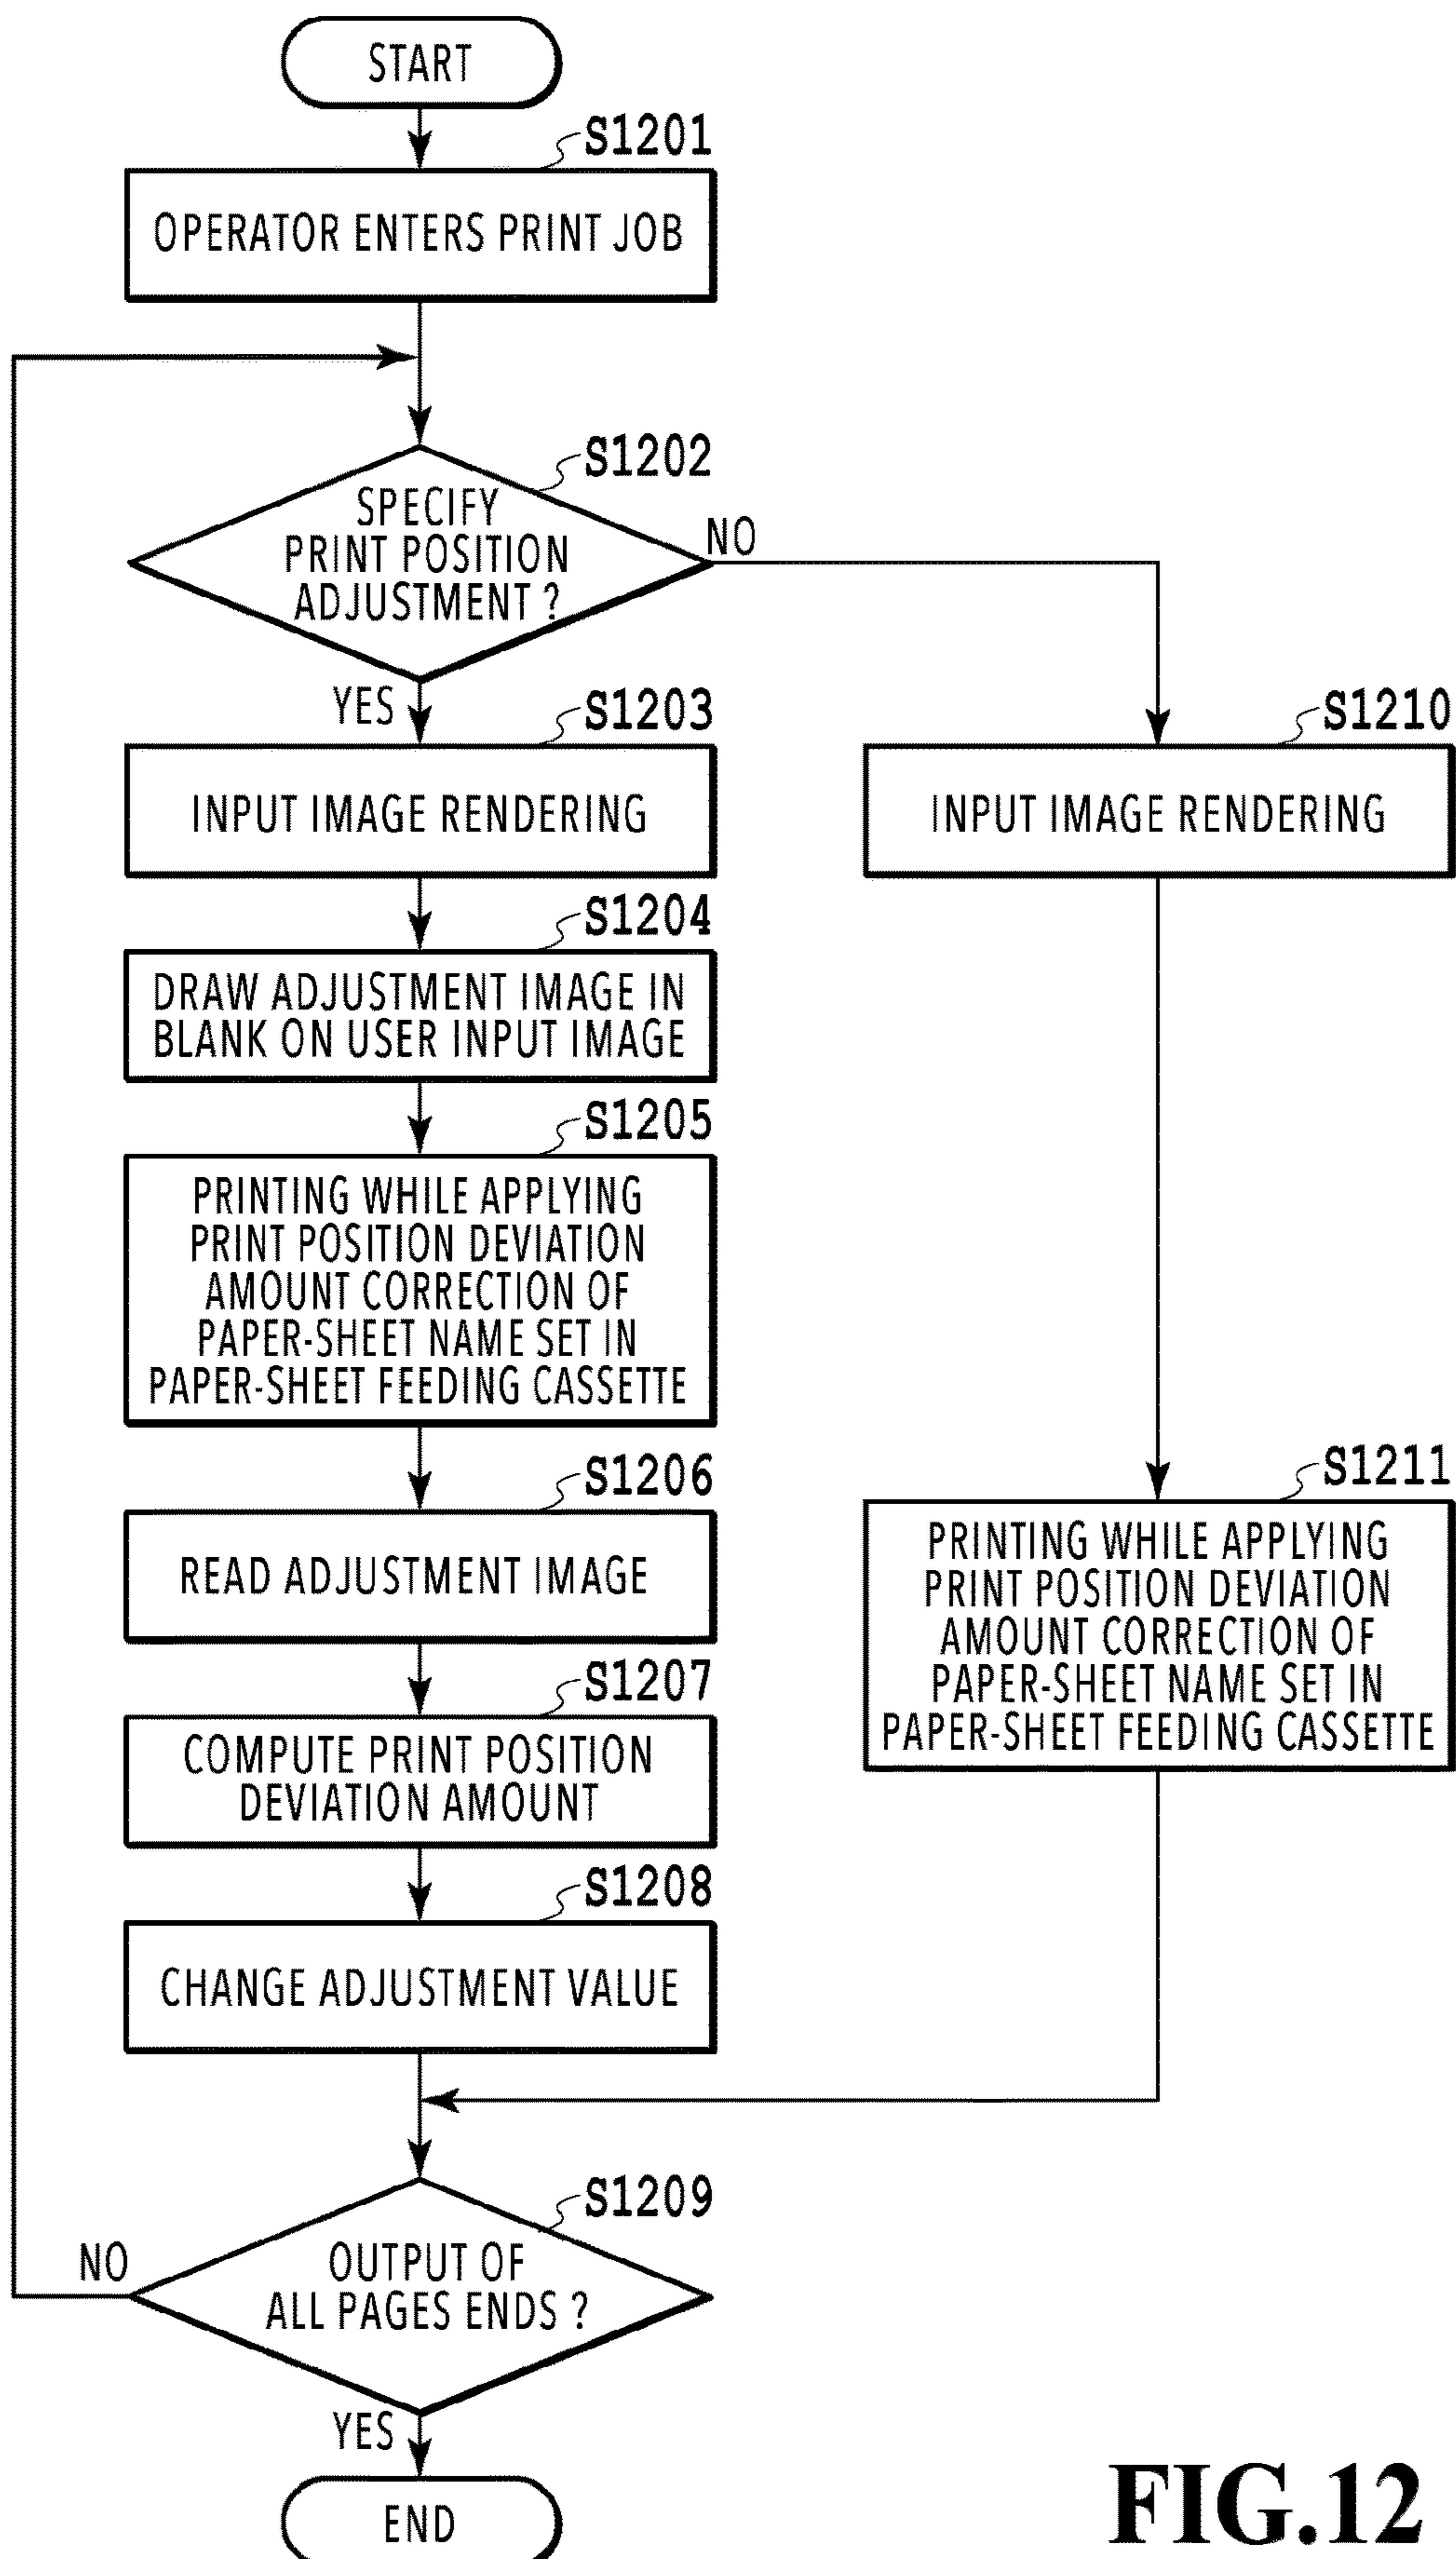 START
S1201
OPERATOR ENTERS PRINT JOB
S1202
SPECIFY
PRINT POSITION
ADJUSTMENT ?
NO
YES
S1203
INPUT IMAGE RENDERING
S1210
INPUT IMAGE RENDERING
S1204
DRAW ADJUSTMENT IMAGE IN
BLANK ON USER INPUT IMAGE
S1205
PRINTING WHILE APPLYING
PRINT POSITION DEVIATION
AMOUNT CORRECTION OF
PAPER-SHEET NAME SET IN
PAPER-SHEET FEEDING CASSETTE
S1206
READ ADJUSTMENT IMAGE
S1211
PRINTING WHILE APPLYING
PRINT POSITION DEVIATION
AMOUNT CORRECTION OF
PAPER-SHEET NAME SET IN
PAPER-SHEET FEEDING CASSETTE
S1207
COMPUTE PRINT POSITION
DEVIATION AMOUNT
S1208
CHANGE ADJUSTMENT VALUE
S1209
OUTPUT OF
ALL PAGES ENDS ?
NO
YES
END
FIG.12